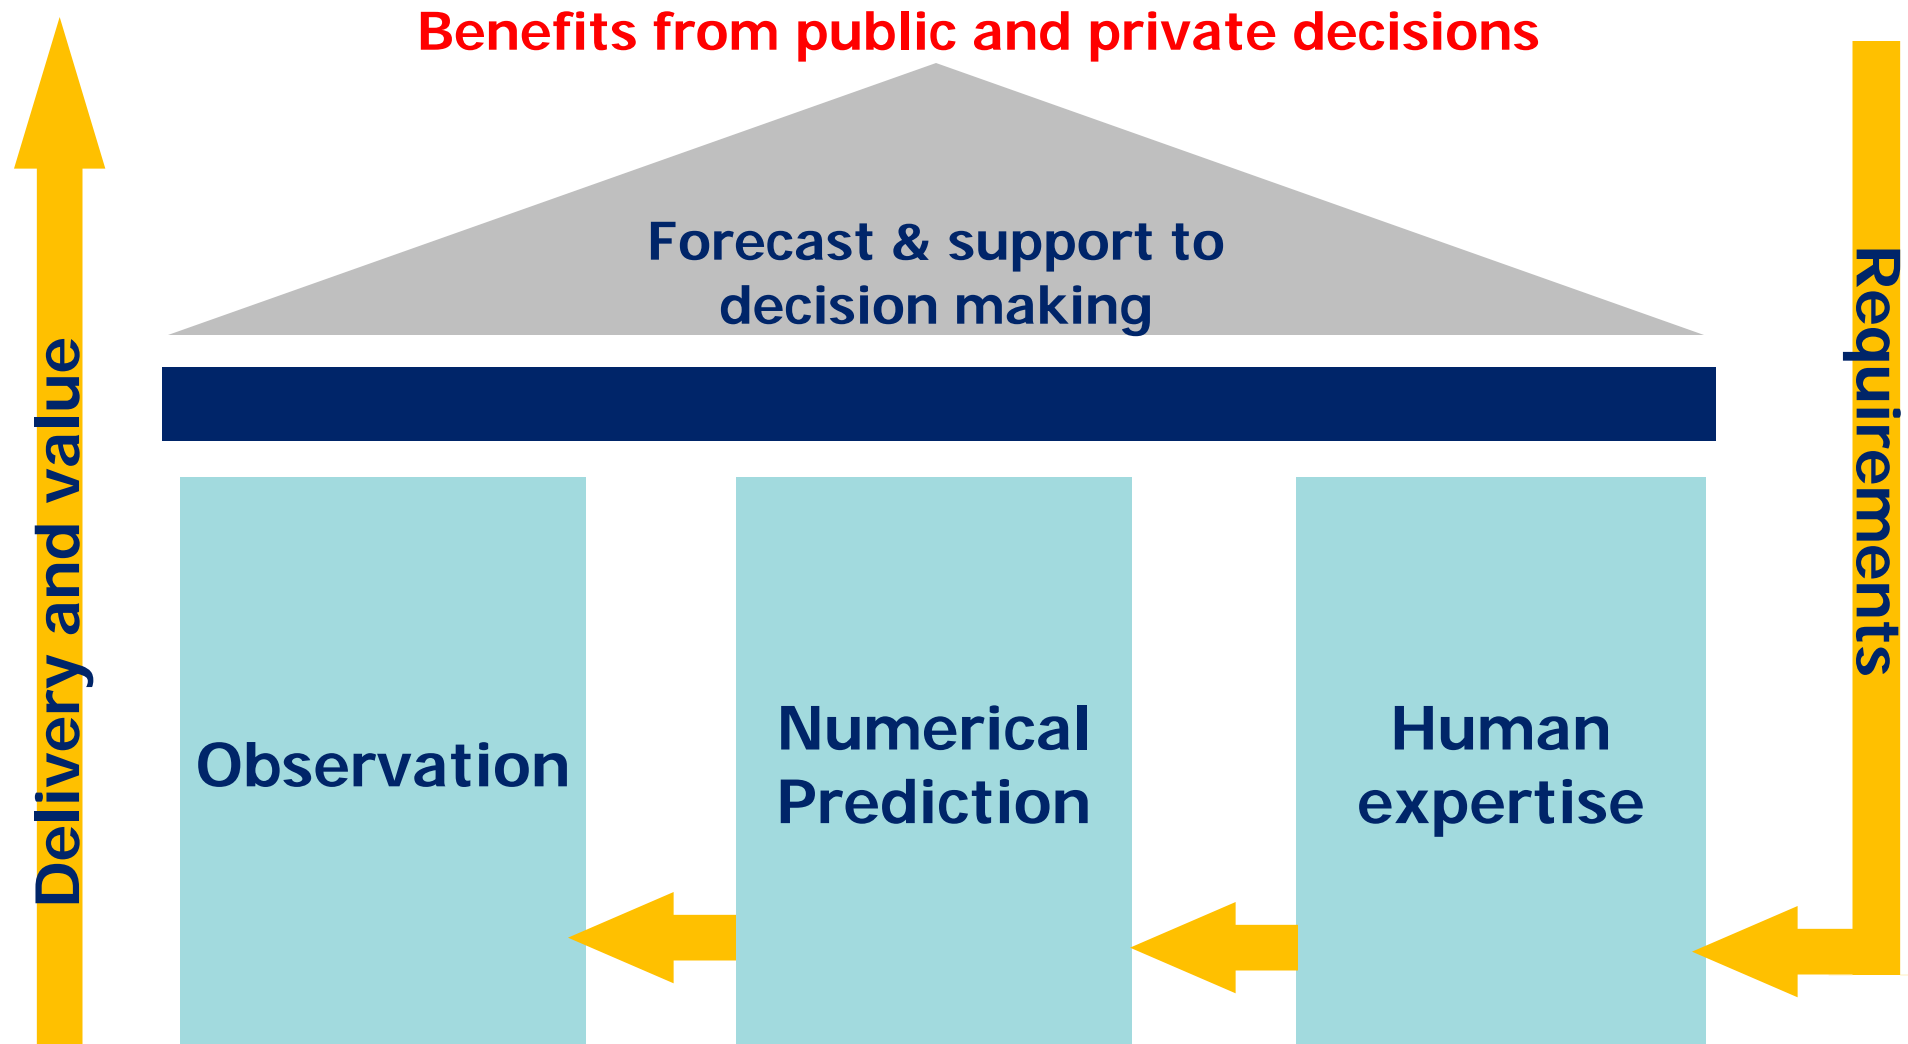 Benefits from public and private decisions
Forecast & support to
decision making
Delivery and value
Requirements
Observation
Numerical
Prediction
Human
expertise